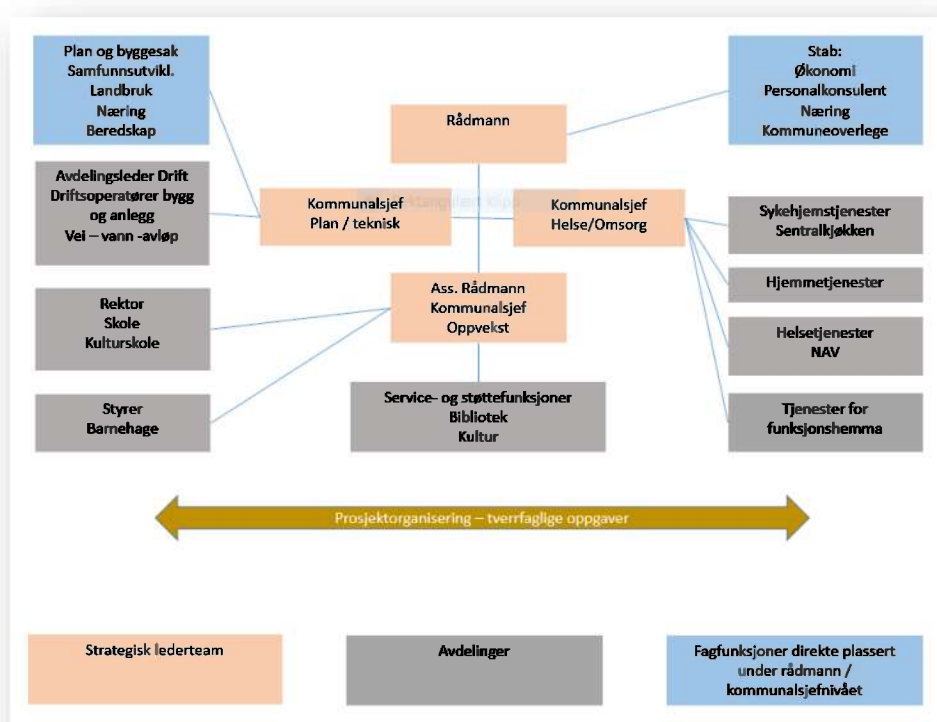 Plan og byggesak
Samfunnsutvikl.
Landbruk
Næring
Beredskap
Stab:
Økonomi
Personalkonsulent
Næring
Kommuneoverlege
Rådmann
Avdelingsleder Drift
Driftsoperatører bygg
og anlegg
Vei – vann -avløp
Kommunalsjef
Plan / teknisk
Kommunalsjef
Helse/Omsorg
Sykehjemstjenester
Sentralkjøkken
Hjemmetjenester
Ass. Rådmann
Kommunalsjef
Oppvekst
Rektor
Skole
Kulturskole
Helsetjenester
NAV
Styrer
Barnehage
Service- og støttefunksjoner
Bibliotek
Kultur
Tjenester for
funksjonshemma
Prosjektorganisering – tverrfaglige oppgaver
Strategisk lederteam
Avdelinger
Fagfunksjoner direkte plassert
under rådmann /
kommunalsjefnivået